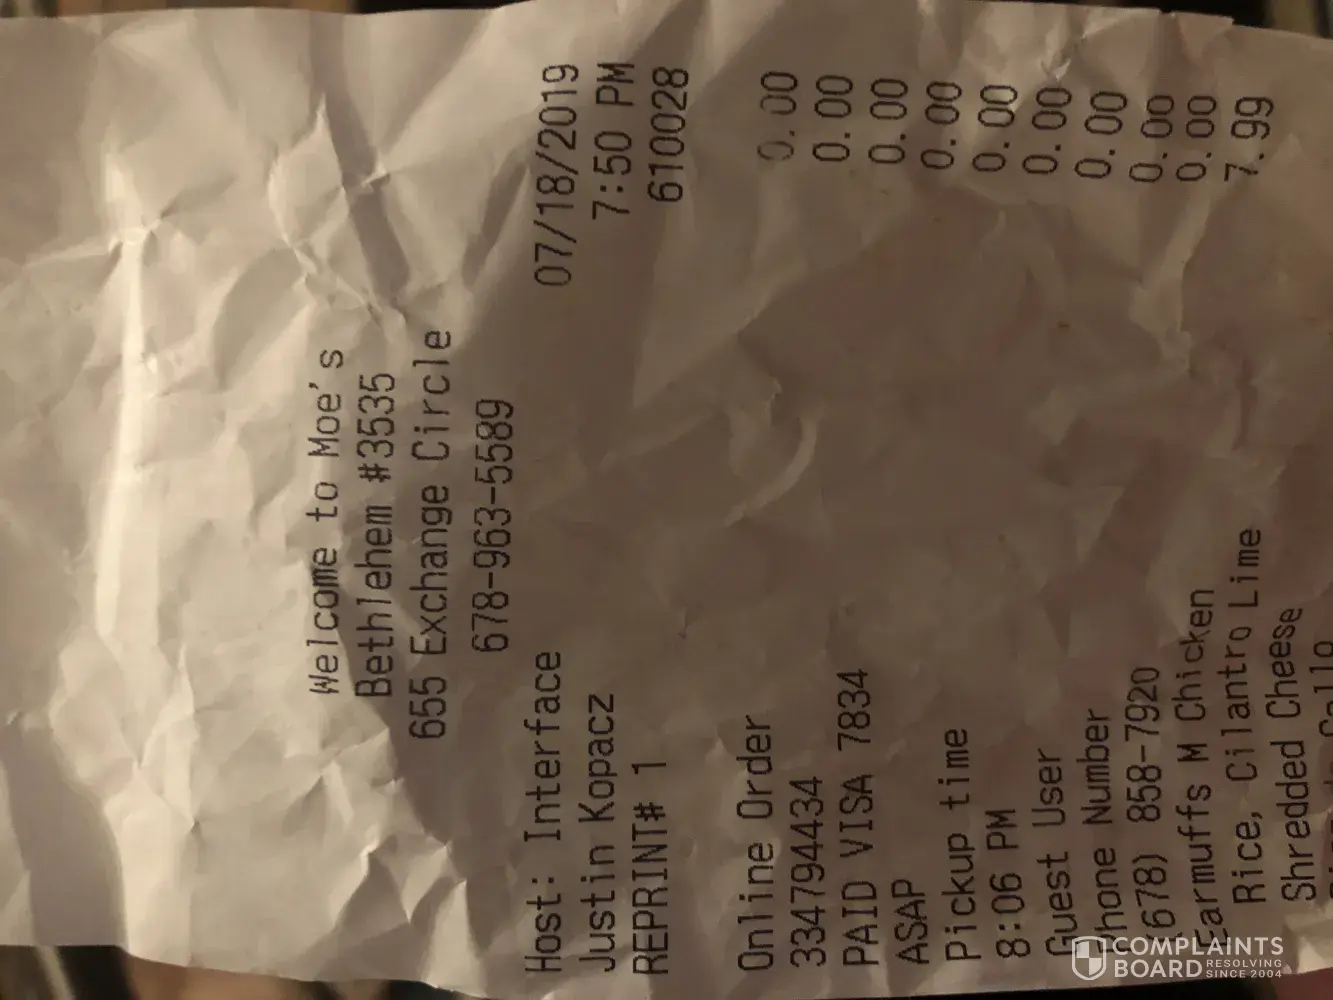 Welcome to Moe's
Bethlehem #3535
655 Exchange Circle
678-963-5589
Host: Interface 07/18/2019
Justin Kopacz 7:50 PM
REPRINT# 1 610028
Online Order 0.00
3347944434 0.00
PAID VISA 7834 0.00
ASAP 0.00
Pickup time 0.00
8:06 PM 0.00
Guest User 0.00
Phone Number 0.00
(678) 858-7920 0.00
Earmuffs M Chicken 7.99
Rice, Cilantro Lime
Shredded Cheese
COMPLAINTS
BOARD RESOLVING
SINCE 2004